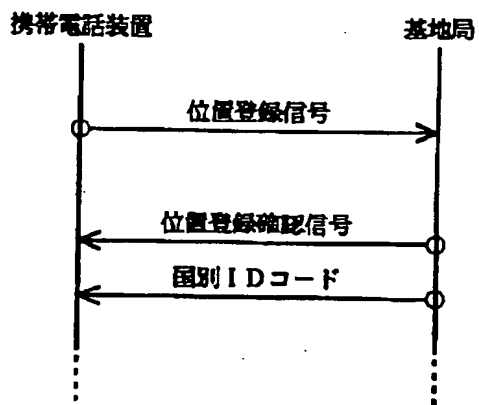 携帯電話装置
基地局
位置登録信号
位置登録確認信号
国別IDコード